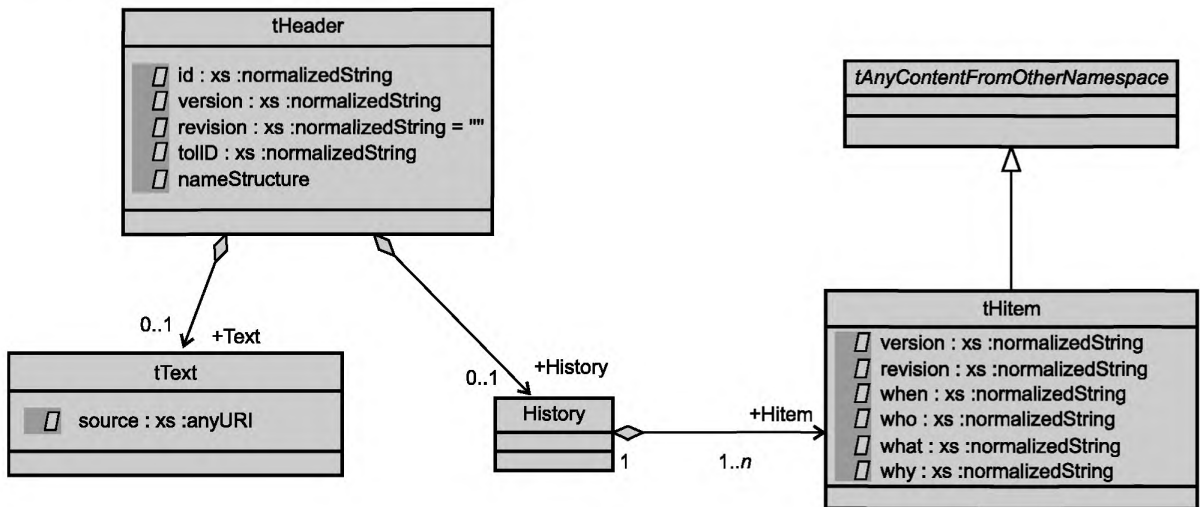 tHeader
id : xs :normalizedString
version : xs :normalizedString
revision : xs :normalizedString = ""
tolID : xs :normalizedString
nameStructure
tAnyContentFromOtherNamespace
0..1
+Text
tText
source : xs :anyURI
0..1
+History
History
1
1..n
+Hitem
tHitem
version : xs :normalizedString
revision : xs :normalizedString
when : xs :normalizedString
who : xs :normalizedString
what : xs :normalizedString
why : xs :normalizedString